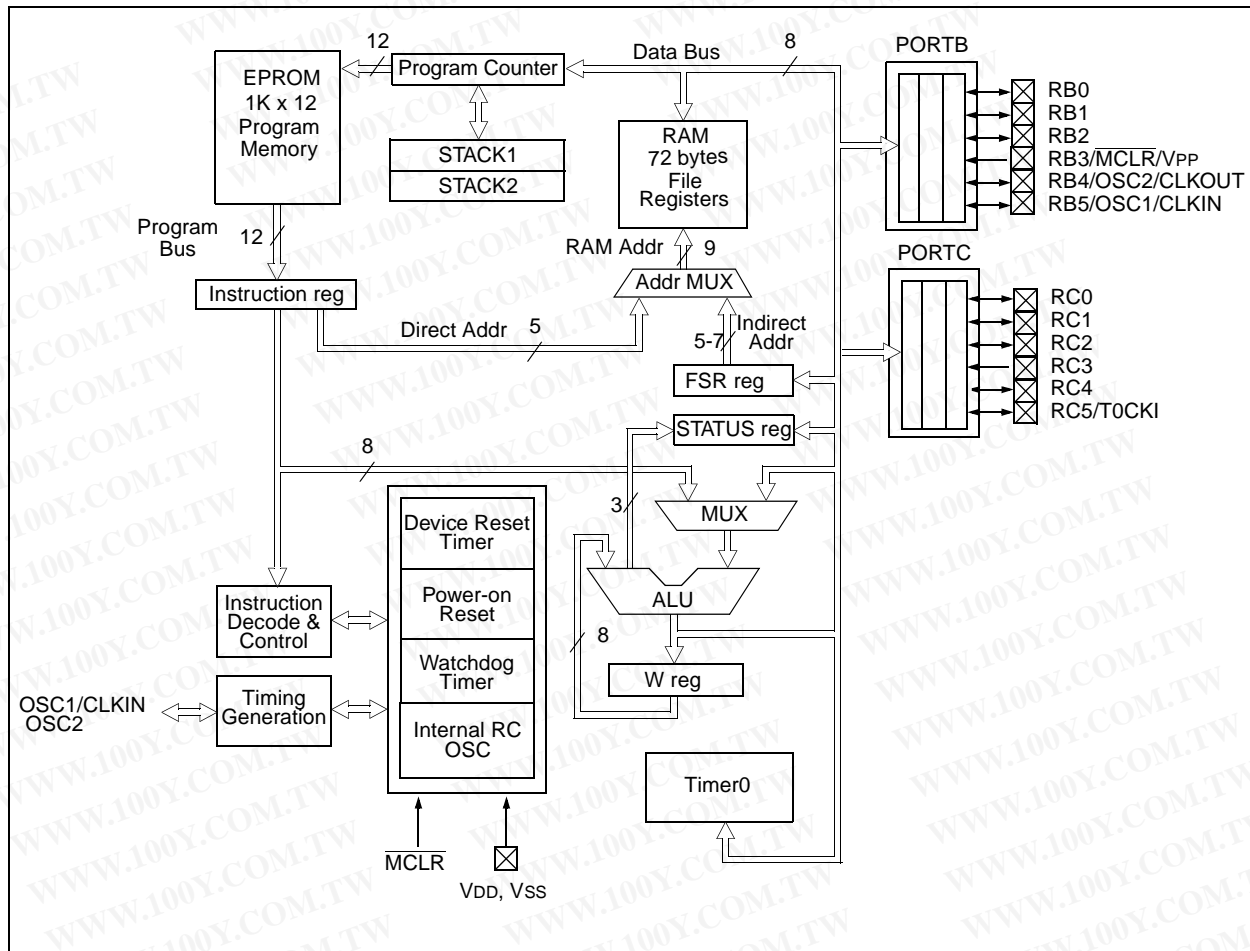 12
Data Bus
8
PORTB
EPROM
1K x 12
Program
Memory
Program Counter
STACK1
STACK2
RAM
72 bytes
File
Registers
RB0
RB1
RB2
RB3/MCLR/VPP
RB4/OSC2/CLKOUT
RB5/OSC1/CLKIN
Program
Bus
12
RAM Addr
9
PORTC
Instruction reg
Addr MUX
Direct Addr
5
5-7
Indirect
Addr
FSR reg
RC0
RC1
RC2
RC3
RC4
RC5/T0CKI
STATUS reg
8
3
MUX
Device Reset
Timer
Power-on
Reset
Watchdog
Timer
Internal RC
OSC
ALU
Instruction
Decode &
Control
8
W reg
OSC1/CLKIN
OSC2
Timing
Generation
Timer0
MCLR
VDD, VSS
WWW.100Y.COM.TW